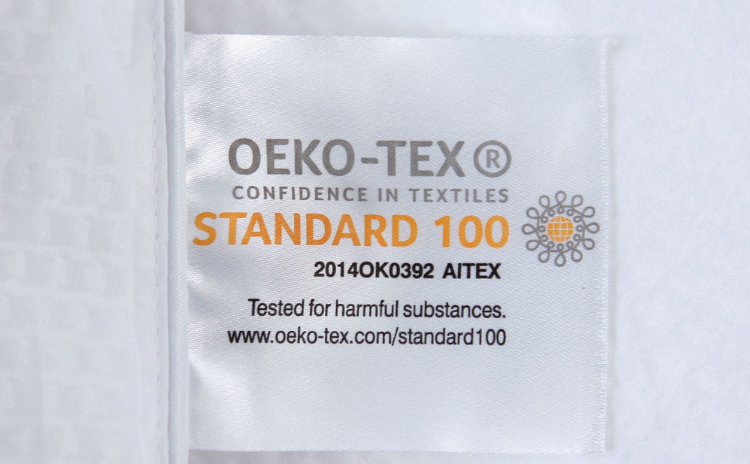 OEKO-TEX®
CONFIDENCE IN TEXTILES
STANDARD 100
2014OK0392 AITEX
Tested for harmful substances.
www.oeko-tex.com/standard100